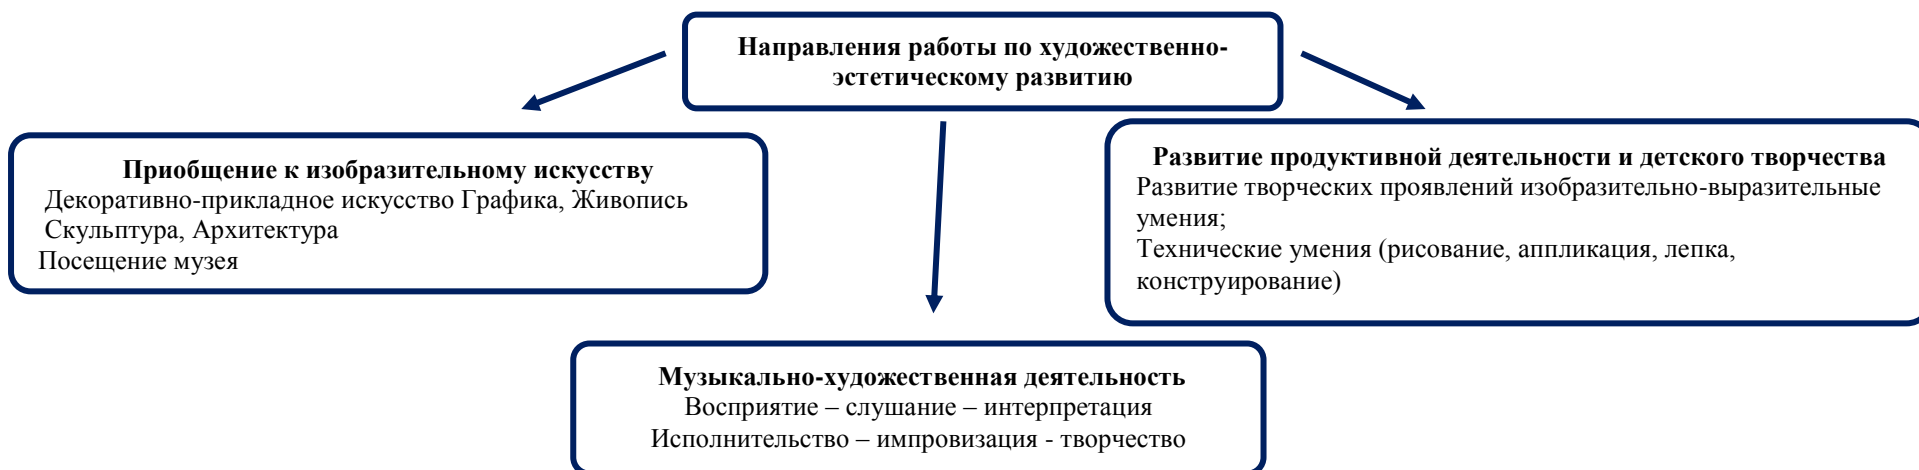 Направления работы по художественно-
эстетическому развитию
Приобщение к изобразительному искусству
Декоративно-прикладное искусство Графика, Живопись
Скульптура, Архитектура
Посещение музея
Развитие продуктивной деятельности и детского творчества
Развитие творческих проявлений изобразительно-выразительные
умения;
Технические умения (рисование, аппликация, лепка,
конструирование)
Музыкально-художественная деятельность
Восприятие – слушание – интерпретация
Исполнительство – импровизация - творчество